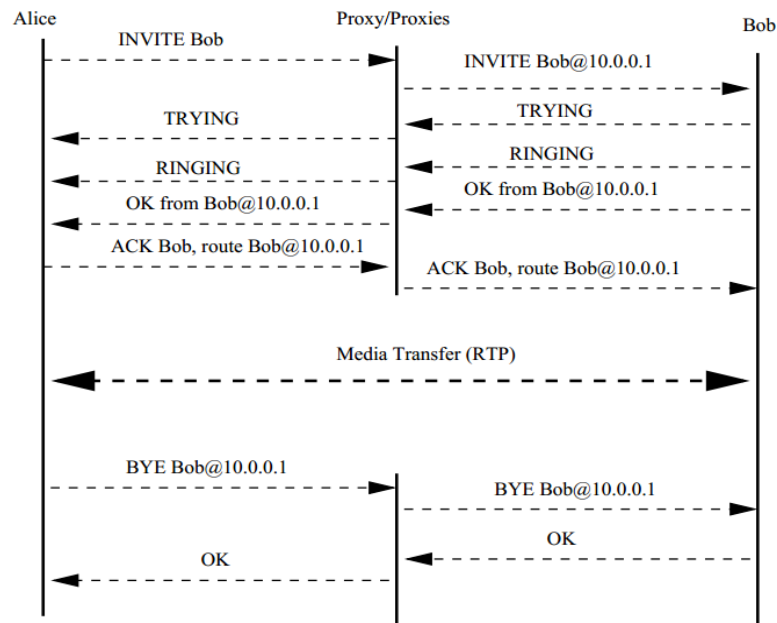 Alice
Proxy/Proxies
Bob
INVITE Bob
INVITE Bob@10.0.0.1
TRYING
TRYING
RINGING
RINGING
OK from Bob@10.0.0.1
OK from Bob@10.0.0.1
ACK Bob, route Bob@10.0.0.1
ACK Bob, route Bob@10.0.0.1
Media Transfer (RTP)
BYE Bob@10.0.0.1
BYE Bob@10.0.0.1
OK
OK